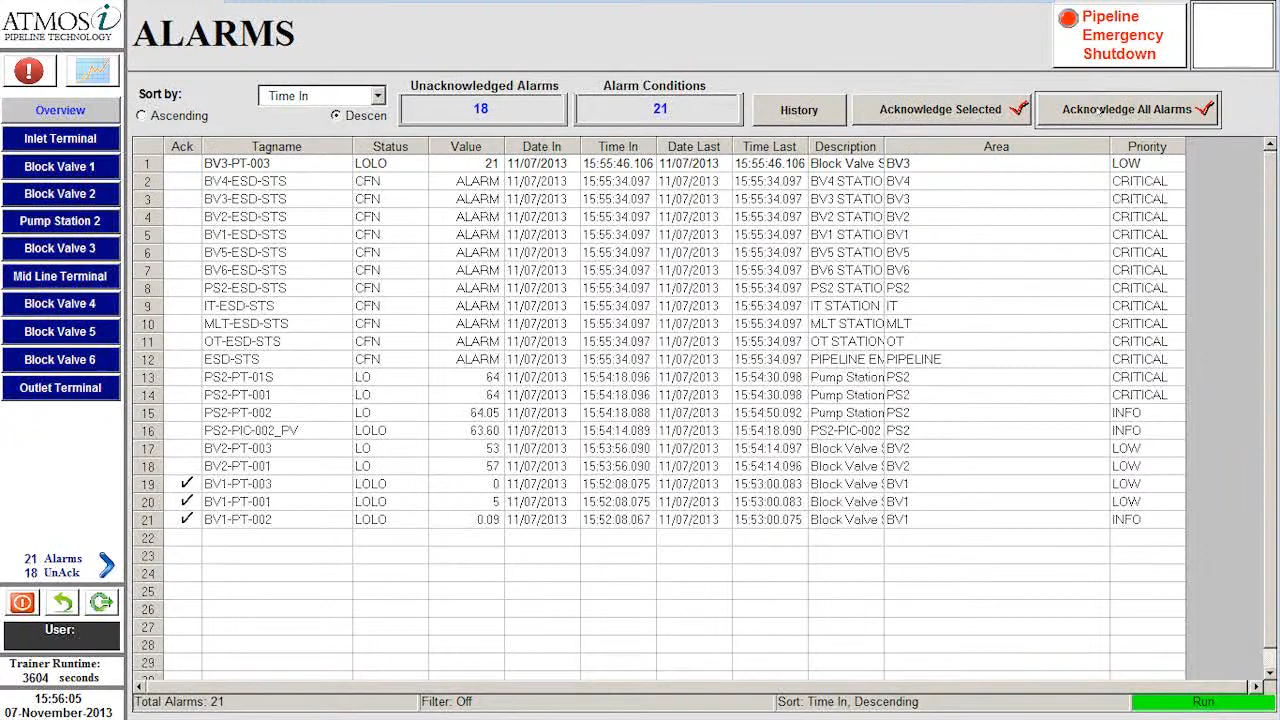 ATMOSi
PIPELINE TECHNOLOGY
ALARMS
Pipeline
Emergency
Shutdown
Sort by:
Time In
Ascending
Descen
Unacknowledged Alarms
18
Alarm Conditions
21
History
Acknowledge Selected
Acknowledge All Alarms
Overview
Inlet Terminal
Block Valve 1
Block Valve 2
Pump Station 2
Block Valve 3
Mid Line Terminal
Block Valve 4
Block Valve 5
Block Valve 6
Outlet Terminal
Ack Tagname Status Value Date In Time In Date Last Time Last Description Area Priority
1 BV3-PT-003 LOLO 21 11/07/2013 15:55:46.106 11/07/2013 15:55:46.106 Block Valve S BV3 LOW
2 BV4-ESD-STS CFN ALARM 11/07/2013 15:55:34.097 11/07/2013 15:55:34.097 BV4 STATIO BV4 CRITICAL
3 BV3-ESD-STS CFN ALARM 11/07/2013 15:55:34.097 11/07/2013 15:55:34.097 BV3 STATIO BV3 CRITICAL
4 BV2-ESD-STS CFN ALARM 11/07/2013 15:55:34.097 11/07/2013 15:55:34.097 BV2 STATIO BV2 CRITICAL
5 BV1-ESD-STS CFN ALARM 11/07/2013 15:55:34.097 11/07/2013 15:55:34.097 BV1 STATIO BV1 CRITICAL
6 BV5-ESD-STS CFN ALARM 11/07/2013 15:55:34.097 11/07/2013 15:55:34.097 BV5 STATIO BV5 CRITICAL
7 BV6-ESD-STS CFN ALARM 11/07/2013 15:55:34.097 11/07/2013 15:55:34.097 BV6 STATIO BV6 CRITICAL
8 PS2-ESD-STS CFN ALARM 11/07/2013 15:55:34.097 11/07/2013 15:55:34.097 PS2 STATIO PS2 CRITICAL
9 IT-ESD-STS CFN ALARM 11/07/2013 15:55:34.097 11/07/2013 15:55:34.097 IT STATION IT CRITICAL
10 MLT-ESD-STS CFN ALARM 11/07/2013 15:55:34.097 11/07/2013 15:55:34.097 MLT STATIO MLT CRITICAL
11 OT-ESD-STS CFN ALARM 11/07/2013 15:55:34.097 11/07/2013 15:55:34.097 OT STATION OT CRITICAL
12 ESD-STS CFN ALARM 11/07/2013 15:55:34.097 11/07/2013 15:55:34.097 PIPELINE EM PIPELINE CRITICAL
13 PS2-PT-01S LO 64 11/07/2013 15:54:18.096 11/07/2013 15:54:30.098 Pump Station PS2 CRITICAL
14 PS2-PT-001 LO 64 11/07/2013 15:54:18.096 11/07/2013 15:54:30.098 Pump Station PS2 CRITICAL
15 PS2-PT-002 LO 64.05 11/07/2013 15:54:18.088 11/07/2013 15:54:50.092 Pump Station PS2 INFO
16 PS2-PIC-002_PV LOLO 63.60 11/07/2013 15:54:14.089 11/07/2013 15:54:18.090 PS2-PIC-002 PS2 INFO
17 BV2-PT-003 LO 53 11/07/2013 15:53:56.090 11/07/2013 15:54:14.097 Block Valve S BV2 LOW
18 BV2-PT-001 LO 57 11/07/2013 15:53:56.090 11/07/2013 15:54:14.096 Block Valve S BV2 LOW
19 BV1-PT-003 LOLO 0 11/07/2013 15:52:08.075 11/07/2013 15:53:00.083 Block Valve S BV1 LOW
20 BV1-PT-001 LOLO 5 11/07/2013 15:52:08.075 11/07/2013 15:53:00.083 Block Valve S BV1 LOW
21 BV1-PT-002 LOLO 0.09 11/07/2013 15:52:08.067 11/07/2013 15:53:00.075 Block Valve S BV1 INFO
22
23
24
25
26
27
28
29
21 Alarms
18 UnAck
User:
Trainer Runtime:
3604 seconds
15:56:05
07-November-2013
Total Alarms: 21
Filter: Off
Sort: Time In, Descending
Run